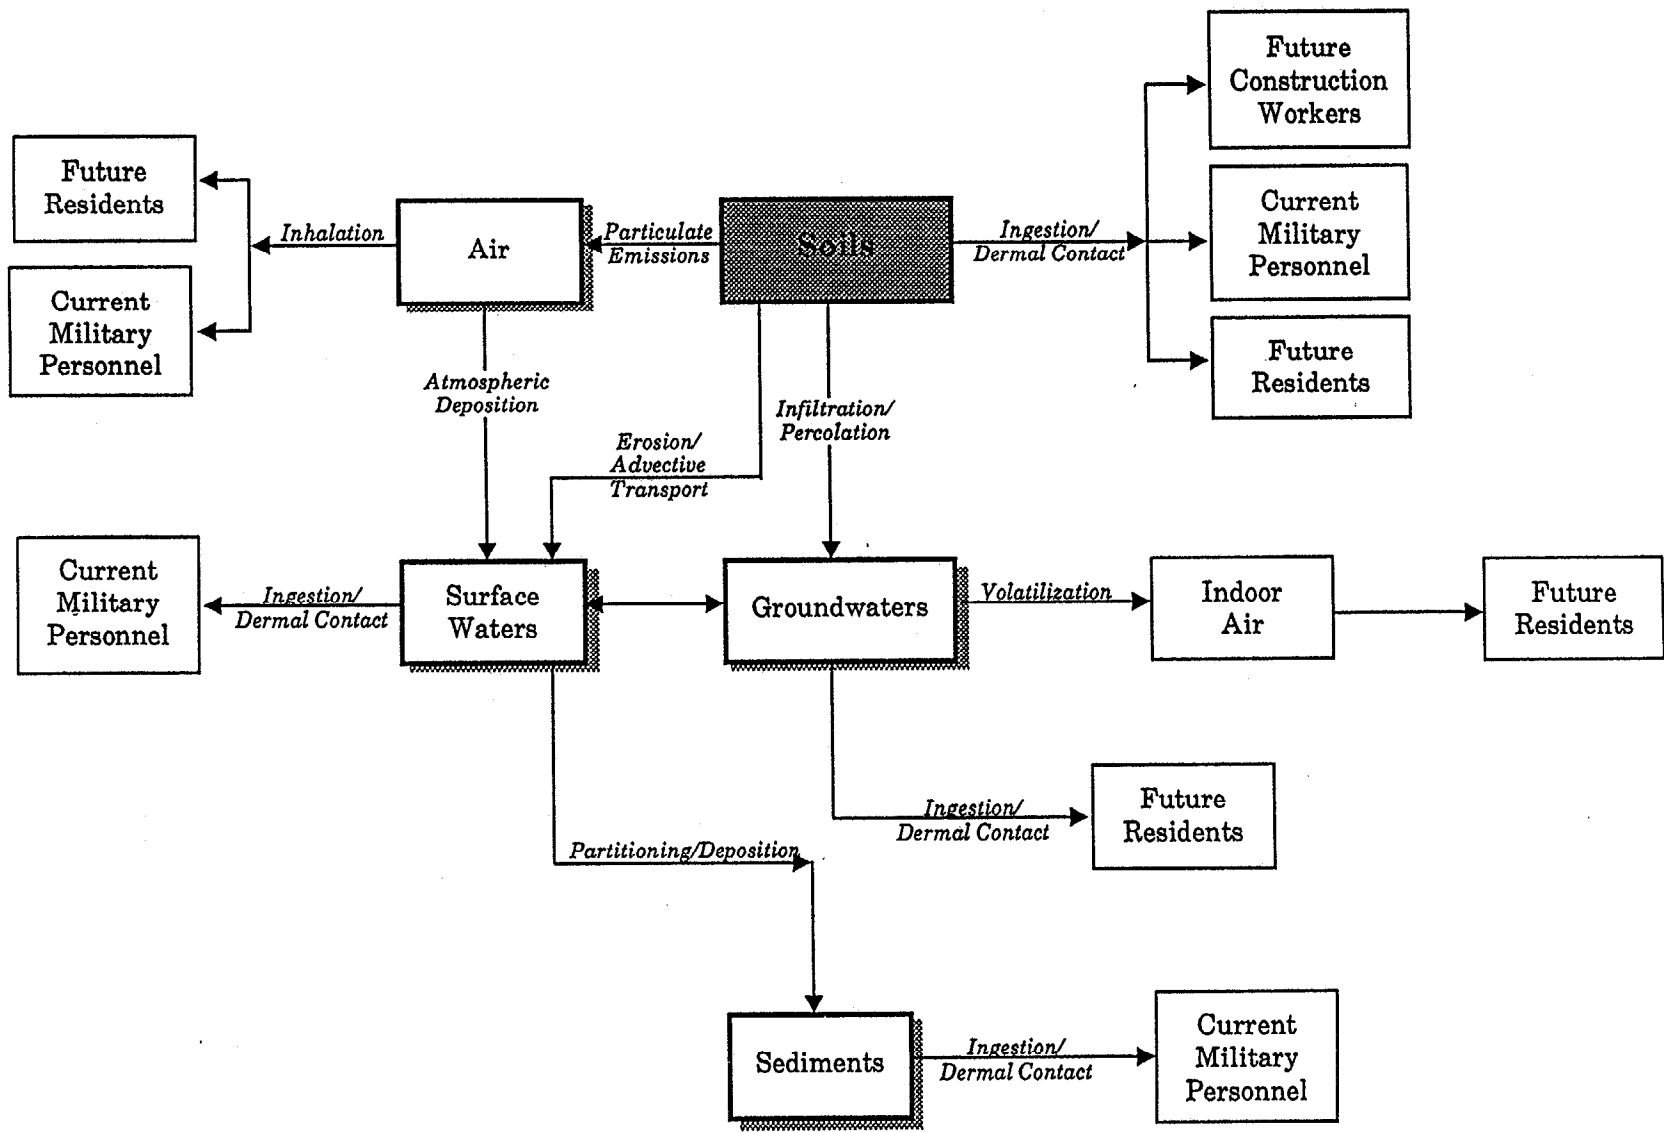 Future
Construction
Workers
Future
Residents
Current
Military
Personnel
Inhalation
Air
Particulate
Emissions
Soils
Ingestion/
Dermal Contact
Current
Military
Personnel
Future
Residents
Atmospheric
Deposition
Erosion/
Advective
Transport
Infiltration/
Percolation
Current
Military
Personnel
Ingestion/
Dermal Contact
Surface
Waters
Groundwaters
Volatilization
Indoor
Air
Future
Residents
Ingestion/
Dermal Contact
Future
Residents
Partitioning/Deposition
Sediments
Ingestion/
Dermal Contact
Current
Military
Personnel